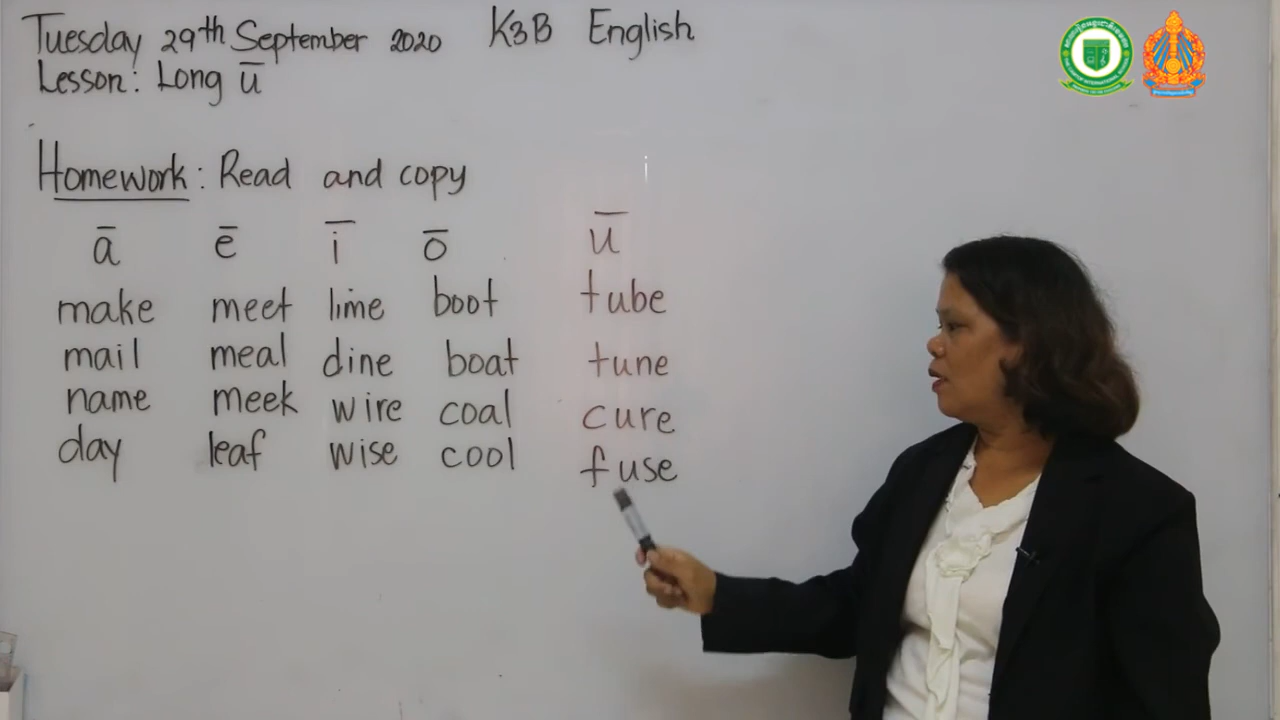 Tuesday 29th September 2020 K3B English
Lesson: Long ū
Homework: Read and copy
ā ē ī ō ū
make meet lime boot tube
mail meal dine boat tune
name meek wire coal cure
day leaf wise cool fuse